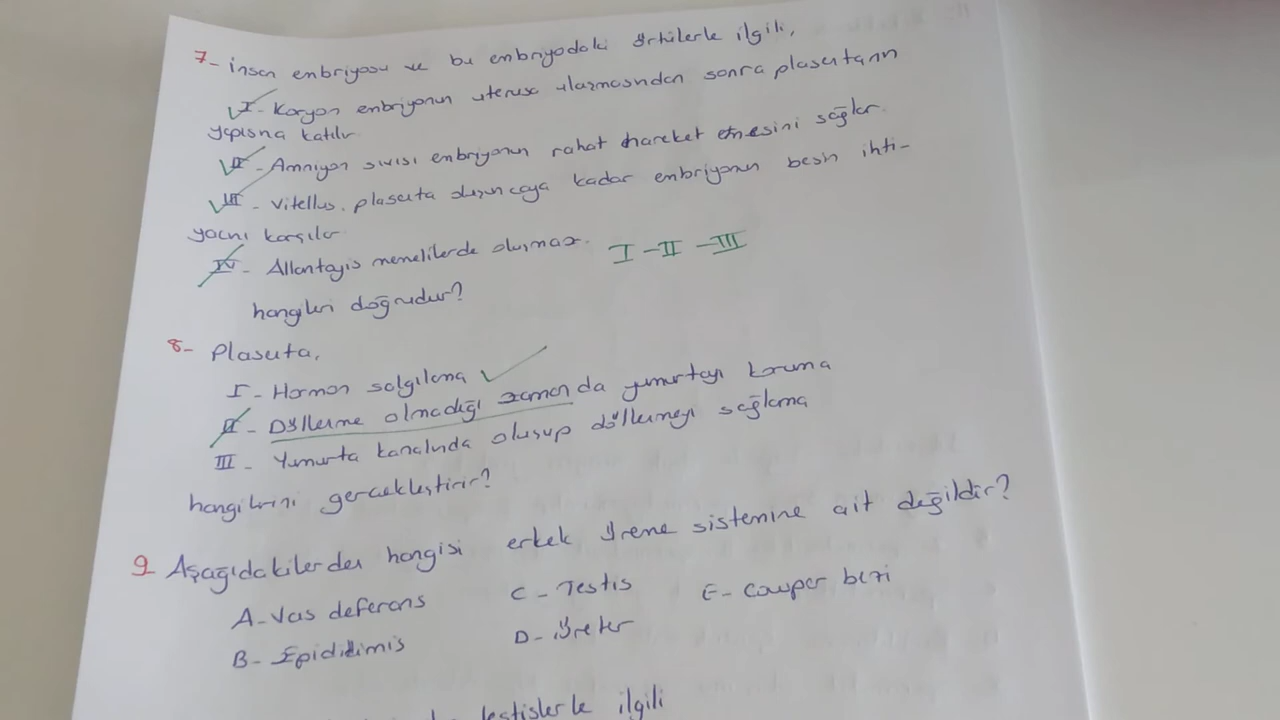 7- İnsan embriyosu ve bu embriyodaki örtülerle ilgili,
I- Koryon embriyonun uterusa ulaşmasından sonra plasentanın
yapısına katılır
II- Amniyon sıvısı embriyonun rahat hareket etmesini sağlar.
III- Vitellus, plasenta oluşuncaya kadar embriyonun besin ihti-
yacını karşılar
IV- Allantoyis memelilerde oluşmaz. I-II-III
hangileri doğrudur?
8- Plasenta,
I- Hormon salgılama
II- Döllenme olmadığı zaman da yumurtayı koruma
III- Yumurta kanalında oluşup döllenmeyi sağlama
hangilerini gerçekleştirir?
9- Aşağıdakilerden hangisi erkek üreme sistemine ait değildir?
A-Vas deferens C- Testis E- Cowper bezi
B- Epididimis D- Üreter
testislerle ilgili